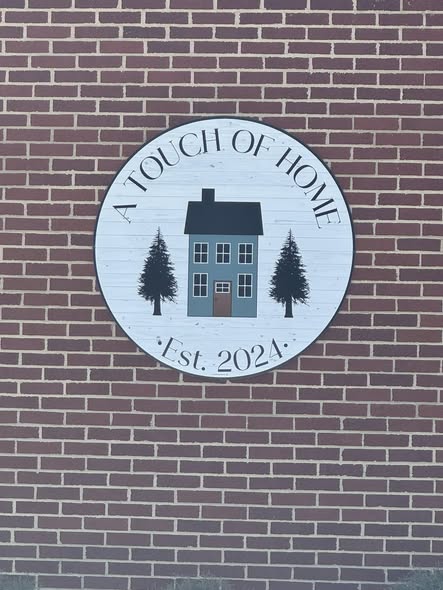 A TOUCH OF HOME
·Est. 2024·